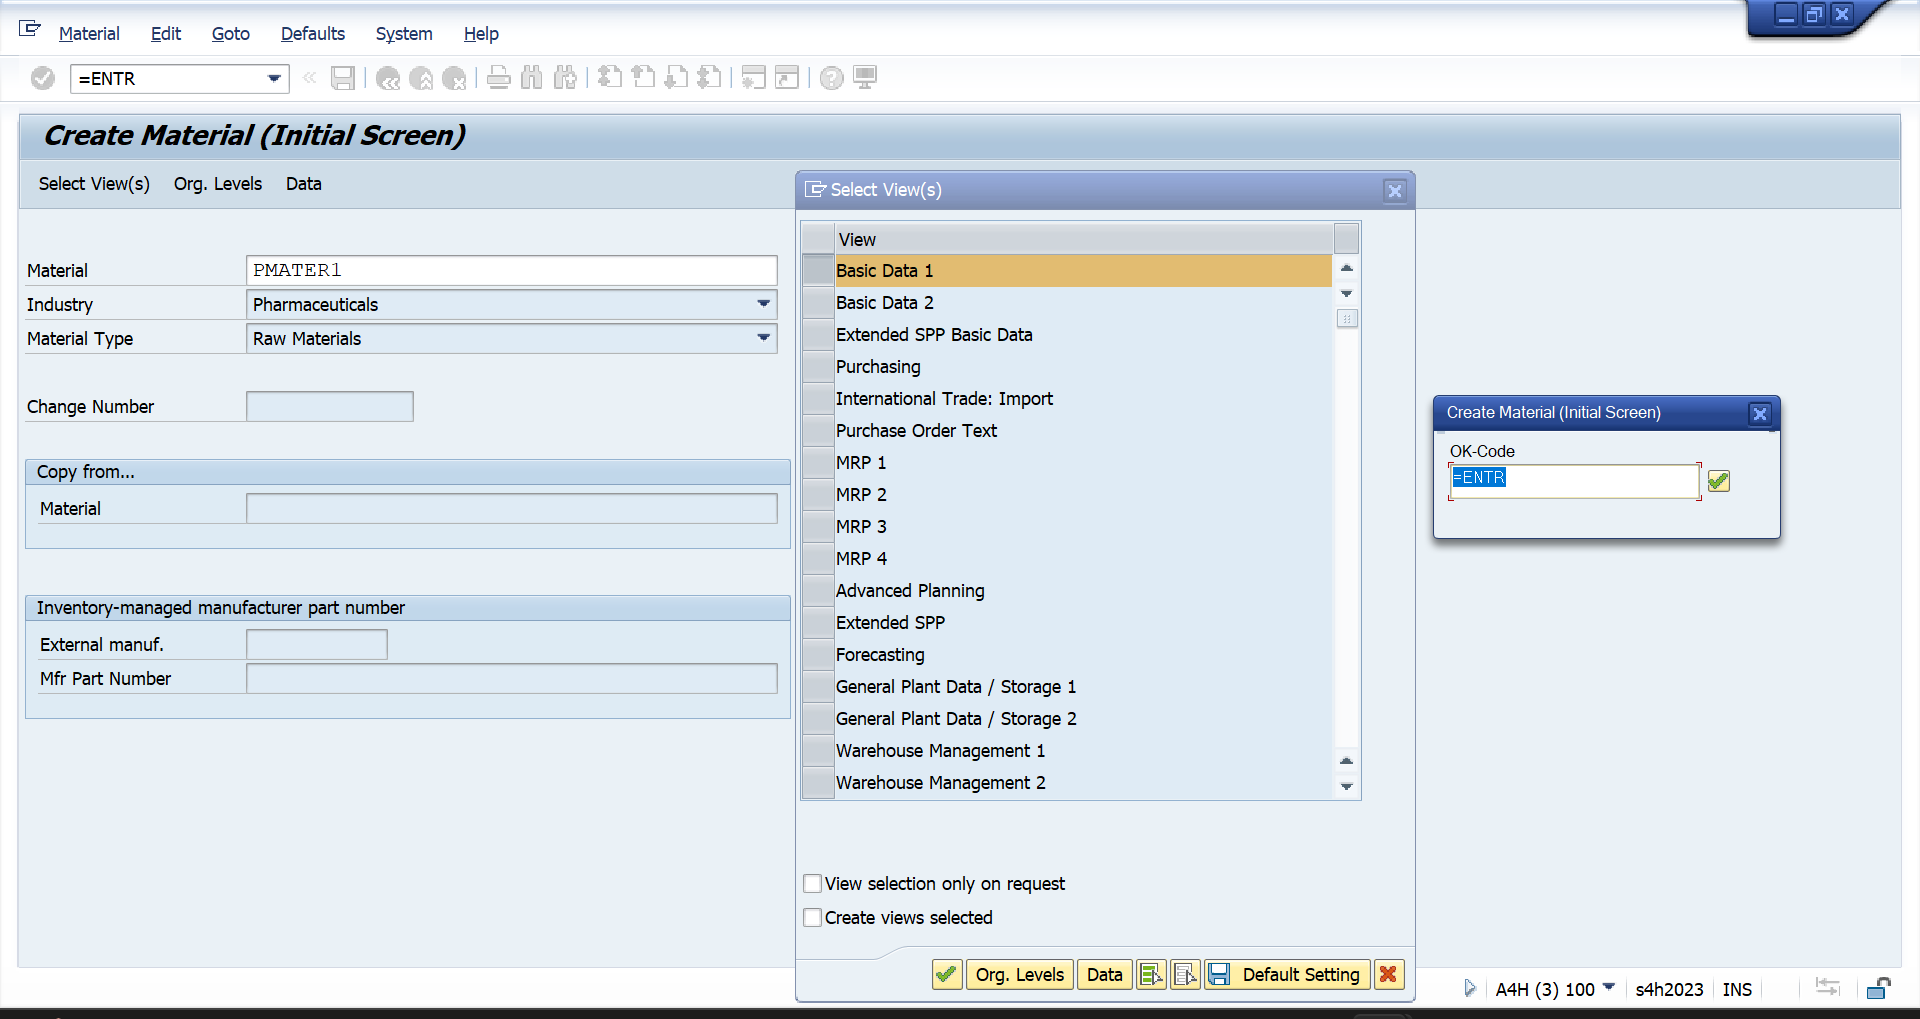 Material Edit Goto Defaults System Help
=ENTR
Create Material (Initial Screen)
Select View(s) Org. Levels Data
Material PMATER1
Industry Pharmaceuticals
Material Type Raw Materials
Change Number
Copy from...
Material
Inventory-managed manufacturer part number
External manuf.
Mfr Part Number
Select View(s)
View
Basic Data 1
Basic Data 2
Extended SPP Basic Data
Purchasing
International Trade: Import
Purchase Order Text
MRP 1
MRP 2
MRP 3
MRP 4
Advanced Planning
Extended SPP
Forecasting
General Plant Data / Storage 1
General Plant Data / Storage 2
Warehouse Management 1
Warehouse Management 2
View selection only on request
Create views selected
Org. Levels Data Default Setting
Create Material (Initial Screen)
OK-Code
=ENTR
A4H (3) 100 s4h2023 INS